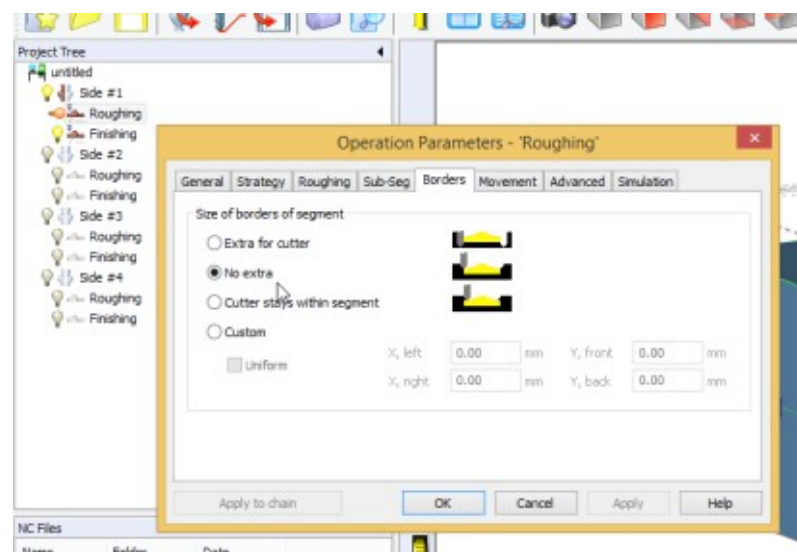 Project Tree
untitled
Side #1
Roughing
Finishing
Side #2
Roughing
Finishing
Side #3
Roughing
Finishing
Side #4
Roughing
Finishing
Operation Parameters - 'Roughing'
General Strategy Roughing Sub-Seg Borders Movement Advanced Simulation
Size of borders of segment
Extra for cutter
No extra
Cutter stays within segment
Custom
Uniform
X, left 0.00 mm Y, front 0.00 mm
X, right 0.00 mm Y, back 0.00 mm
Apply to chain OK Cancel Apply Help
NC Files
Name Folder Date